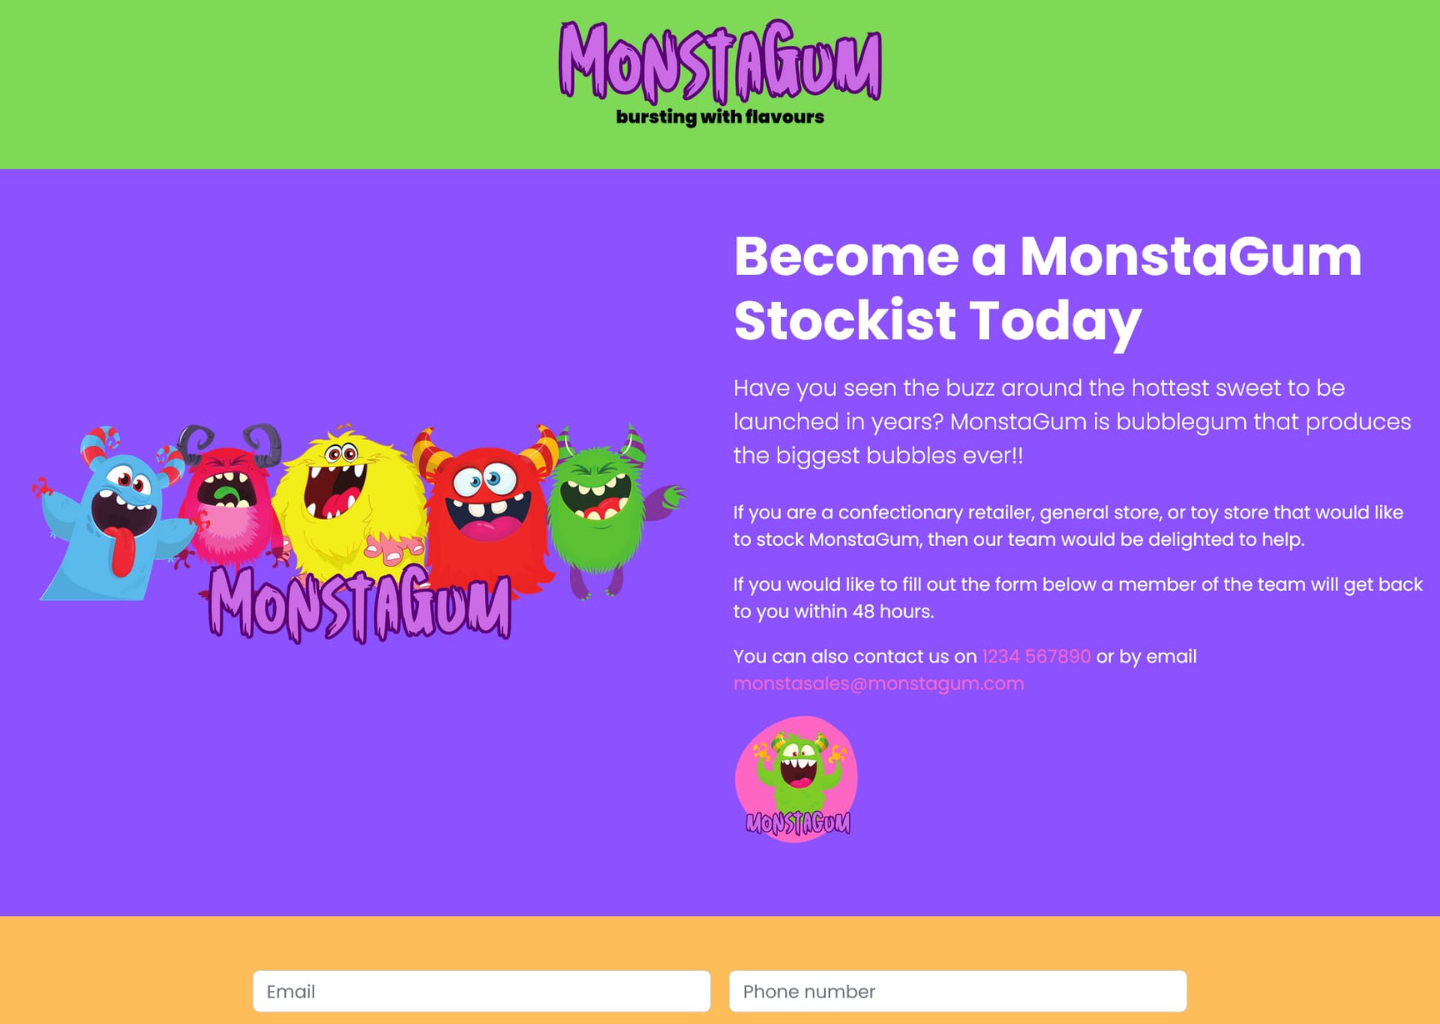 MONSTAGUM
bursting with flavours
Become a MonstaGum
Stockist Today
Have you seen the buzz around the hottest sweet to be
launched in years? MonstaGum is bubblegum that produces
the biggest bubbles ever!!
If you are a confectionary retailer, general store, or toy store that would like
to stock MonstaGum, then our team would be delighted to help.
If you would like to fill out the form below a member of the team will get back
to you within 48 hours.
You can also contact us on 1234 567890 or by email
monstasales@monstagum.com
MONSTAGUM
MONSTAGUM
Email
Phone number